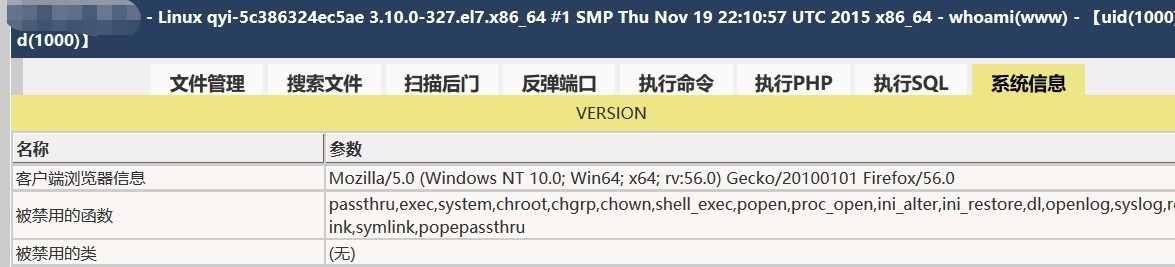 - Linux qyi-5c386324ec5ae 3.10.0-327.el7.x86_64 #1 SMP Thu Nov 19 22:10:57 UTC 2015 x86_64 - whoami(www) - 【uid(1000)
d(1000)】
文件管理 搜索文件 扫描后门 反弹端口 执行命令 执行PHP 执行SQL 系统信息
VERSION
名称 参数
客户端浏览器信息 Mozilla/5.0 (Windows NT 10.0; Win64; x64; rv:56.0) Gecko/20100101 Firefox/56.0
被禁用的函数 passthru,exec,system,chroot,chgrp,chown,shell_exec,popen,proc_open,ini_alter,ini_restore,dl,openlog,syslog,
ink,symlink,popepassthru
被禁用的类 (无)